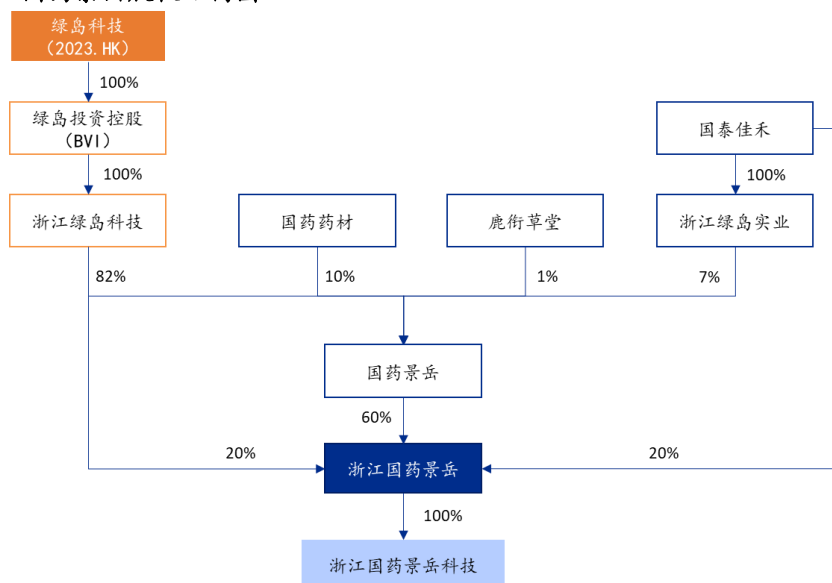 绿岛科技
（2023.HK）
100%
绿岛投资控股
（BVI）
国泰佳禾
100%
100%
浙江绿岛科技
国药药材
鹿衔草堂
浙江绿岛实业
82%
10%
1%
7%
国药景岳
60%
20%
20%
浙江国药景岳
100%
浙江国药景岳科技